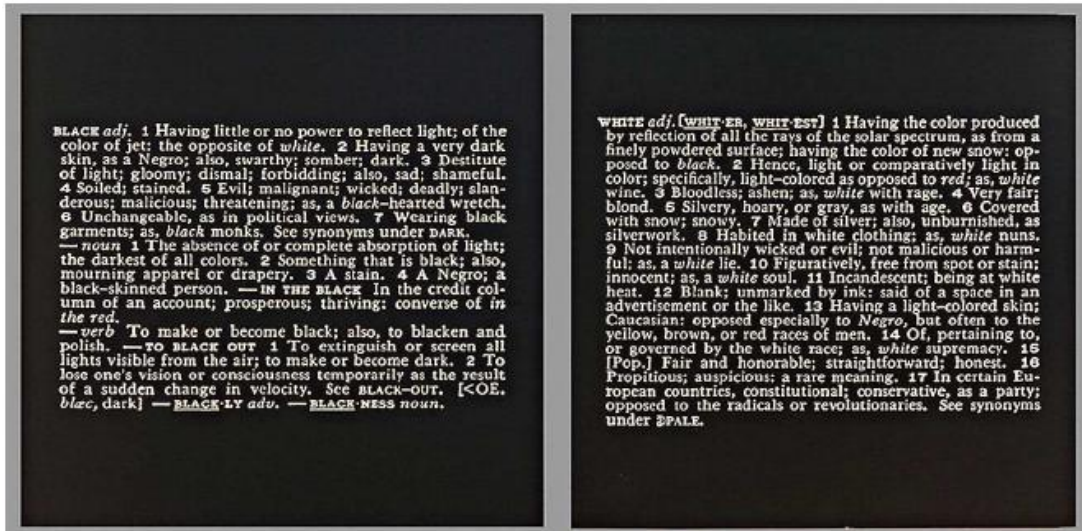 BLACK adj. 1 Having little or no power to reflect light; of the
color of jet: the opposite of white. 2 Having a very dark
skin, as a Negro; also, swarthy; somber; dark. 3 Destitute
of light; gloomy; dismal; forbidding; also, sad; shameful.
4 Soiled; stained. 5 Evil; malignant; wicked; deadly; slan-
derous; malicious; threatening; as, a black-hearted wretch.
6 Unchangeable, as in political views. 7 Wearing black
garments; as, black monks. See synonyms under DARK.
— noun 1 The absence of or complete absorption of light;
the darkest of all colors. 2 Something that is black; also,
mourning apparel or drapery. 3 A stain. 4 A Negro; a
black-skinned person. — IN THE BLACK In the credit col-
umn of an account; prosperous; thriving: converse of in
the red.
— verb To make or become black; also, to blacken and
polish. — TO BLACK OUT 1 To extinguish or screen all
lights visible from the air; to make or become dark. 2 To
lose one's vision or consciousness temporarily as the result
of a sudden change in velocity. See BLACK-OUT. [<OE.
blæc, dark] — BLACK·LY adv. — BLACK·NESS noun.
WHITE adj. [WHIT·ER, WHIT·EST] 1 Having the color produced
by reflection of all the rays of the solar spectrum, as from a
finely powdered surface; having the color of new snow; op-
posed to black. 2 Hence, light or comparatively light in
color; specifically, light-colored as opposed to red; as, white
wine. 3 Bloodless; ashen; as, white with rage. 4 Very fair;
blond. 5 Silvery, hoary, or gray, as with age. 6 Covered
with snow; snowy. 7 Made of silver; also, unburnished, as
silverwork. 8 Habited in white clothing; as, white nuns.
9 Not intentionally wicked or evil; not malicious or harm-
ful; as, a white lie. 10 Figuratively, free from spot or stain;
innocent; as, a white soul. 11 Incandescent; being at white
heat. 12 Blank; unmarked by ink: said of a space in an
advertisement or the like. 13 Having a light-colored skin;
Caucasian: opposed especially to Negro, but often to the
yellow, brown, or red races of men. 14 Of, pertaining to,
or governed by the white race; as, white supremacy. 15
[Pop.] Fair and honorable; straightforward; honest. 16
Propitious; auspicious; a rare meaning. 17 In certain Eu-
ropean countries, constitutional; conservative, as a party;
opposed to the radicals or revolutionaries. See synonyms
under PALE.